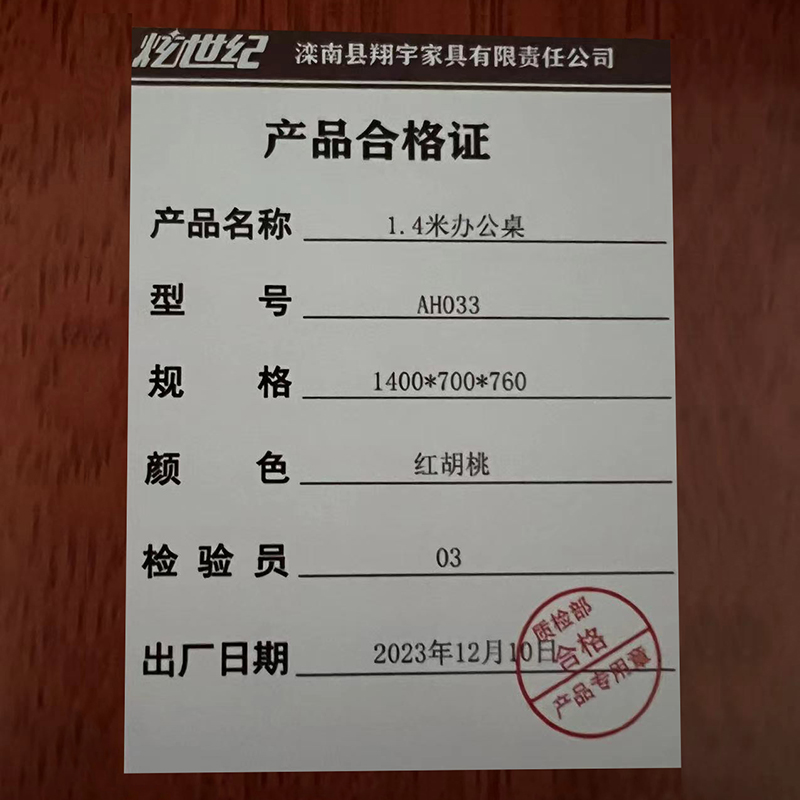 炫世纪 滦南县翔宇家具有限责任公司
产品合格证
产品名称 1.4米办公桌
型号 AH033
规格 1400*700*760
颜色 红胡桃
检验员 03
出厂日期 2023年12月10日
质检部
合格
产品专用章